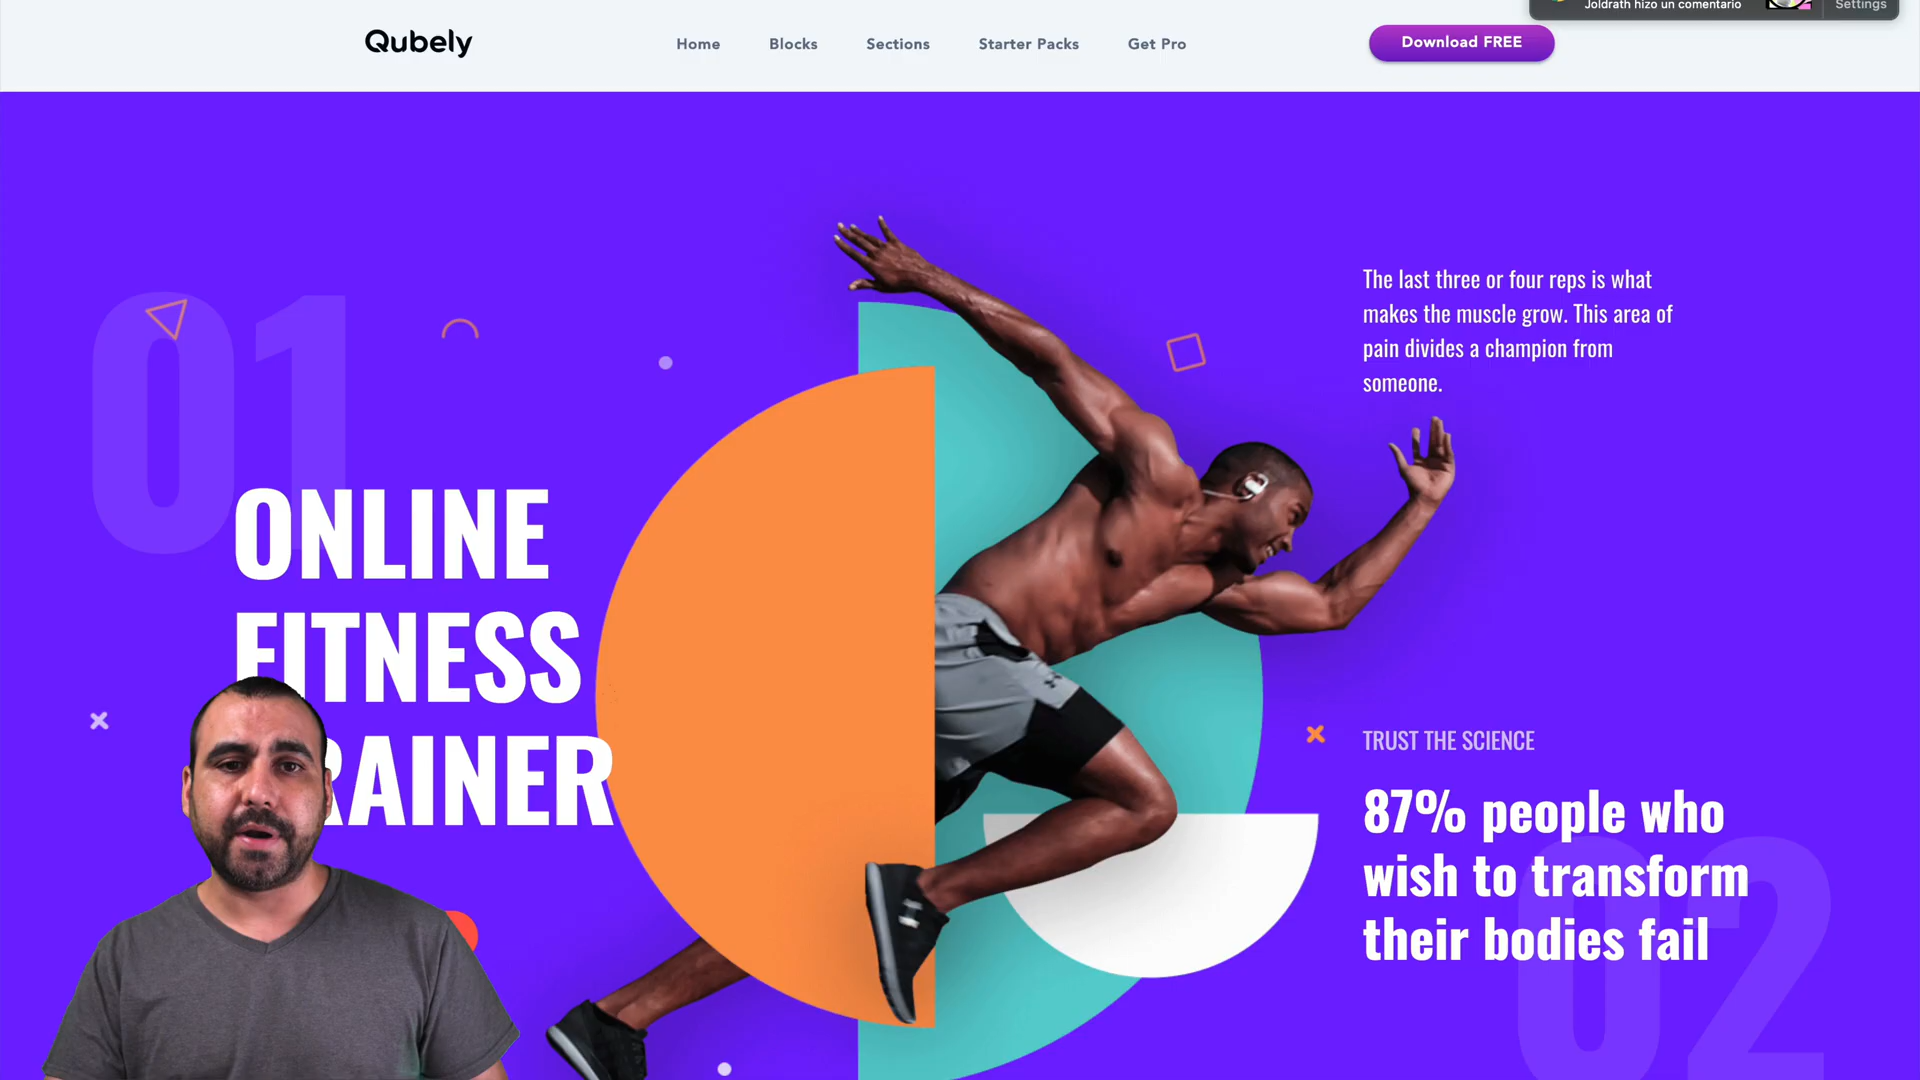 Joldrath hizo un comentario
Settings
Qubely
Home
Blocks
Sections
Starter Packs
Get Pro
Download FREE
01
The last three or four reps is what
makes the muscle grow. This area of
pain divides a champion from
someone.
ONLINE
FITNESS
RAINER
TRUST THE SCIENCE
87% people who
wish to transform
their bodies fail
02